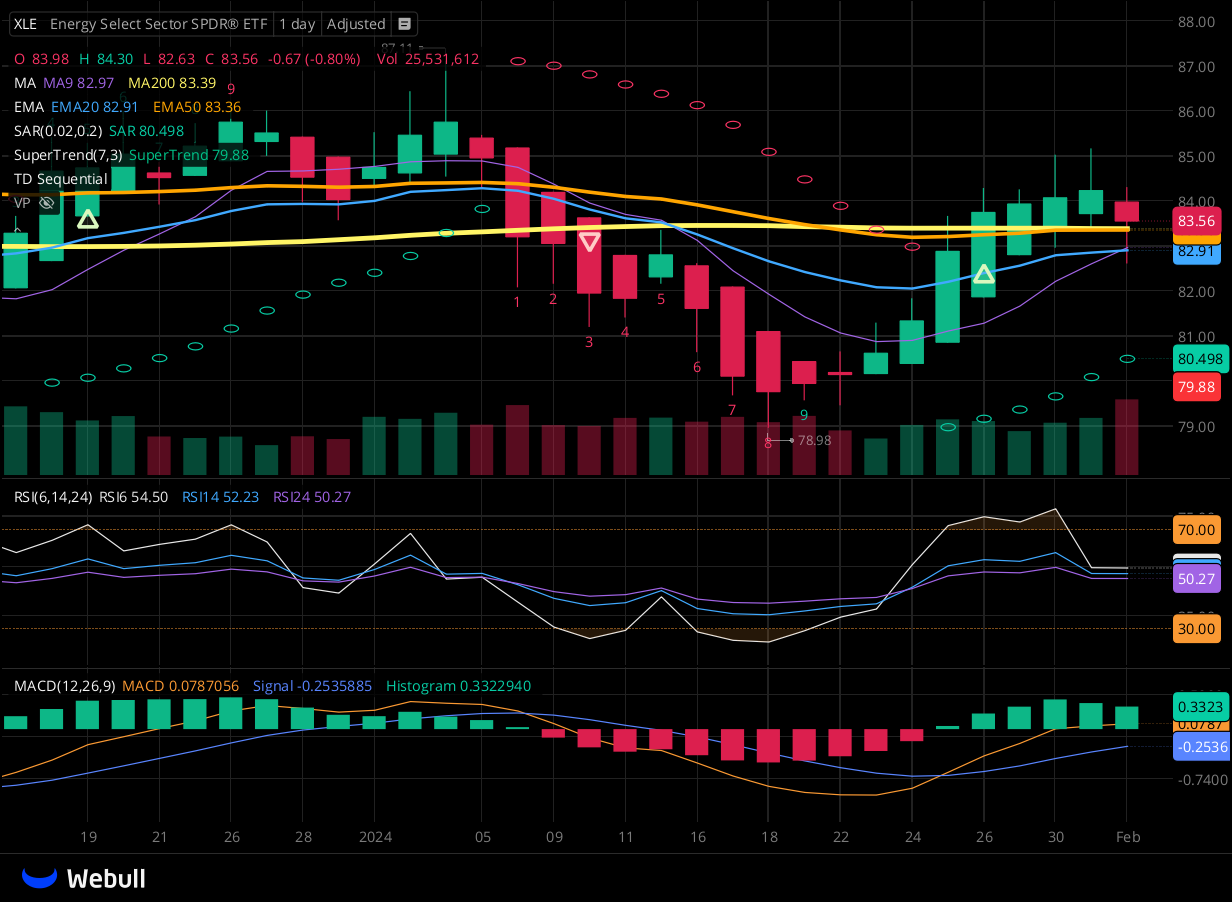 XLE Energy Select Sector SPDR® ETF 1 day Adjusted
88.00
87.11
O 83.98 H 84.30 L 82.63 C 83.56 -0.67 (-0.80%) Vol 25,531,612
87.00
MA MA9 82.97 MA200 83.39
9
EMA EMA20 82.91 EMA50 83.36
86.00
SAR(0.02,0.2) SAR 80.498
SuperTrend(7,3) SuperTrend 79.88
85.00
TD Sequential
VP
84.00
83.56
82.91
82.00
1 2 3 4 5 6 7 8 9
81.00
80.498
79.88
79.00
78.98
RSI(6,14,24) RSI6 54.50 RSI14 52.23 RSI24 50.27
70.00
50.27
30.00
MACD(12,26,9) MACD 0.0787056 Signal -0.2535885 Histogram 0.3322940
0.3323
0.0787
-0.2536
-0.7400
19 21 26 28 2024 05 09 11 16 18 22 24 26 30 Feb
Webull